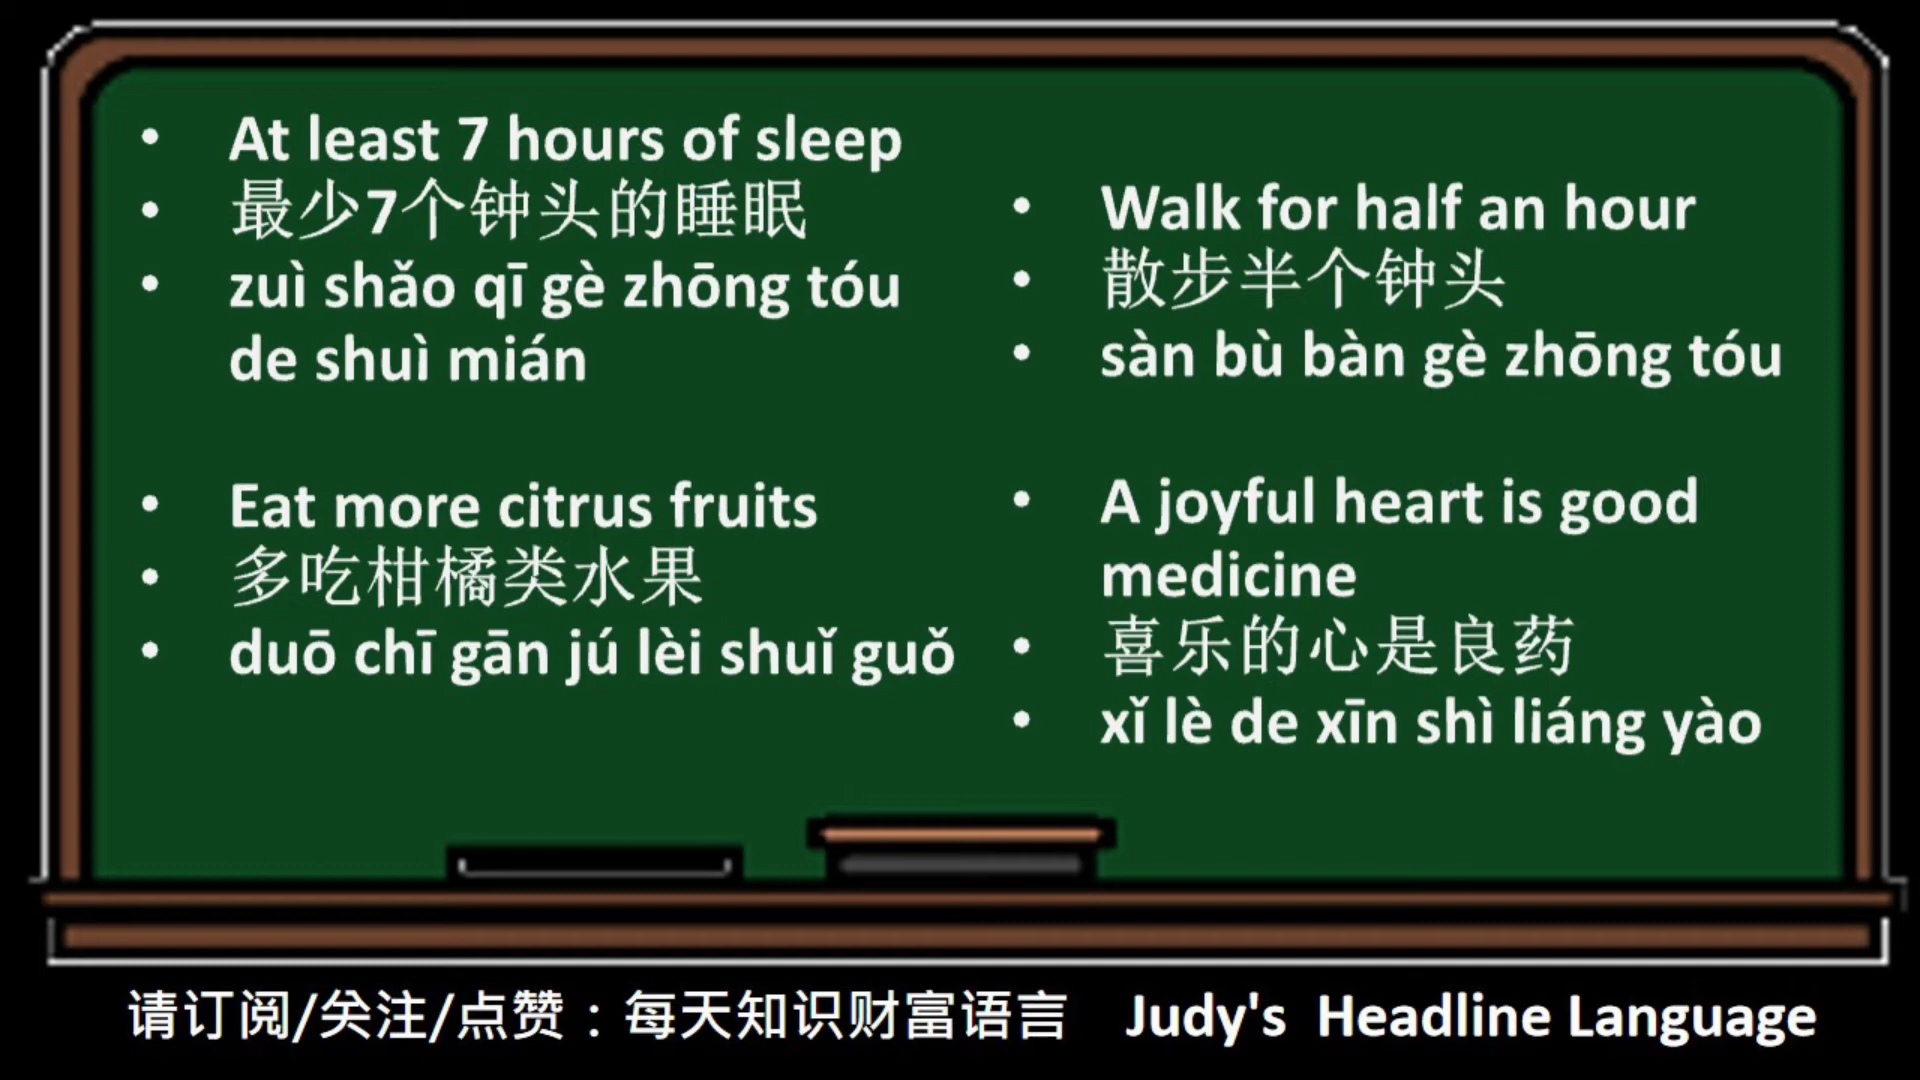 • At least 7 hours of sleep
• 最少7个钟头的睡眠
• zuì shǎo qī gè zhōng tóu
de shuì mián
• Eat more citrus fruits
• 多吃柑橘类水果
• duō chī gān jú lèi shuǐ guǒ
• Walk for half an hour
• 散步半个钟头
• sàn bù bàn gè zhōng tóu
• A joyful heart is good
medicine
• 喜乐的心是良药
• xǐ lè de xīn shì liáng yào
请订阅/关注/点赞：每天知识财富语言 Judy's Headline Language